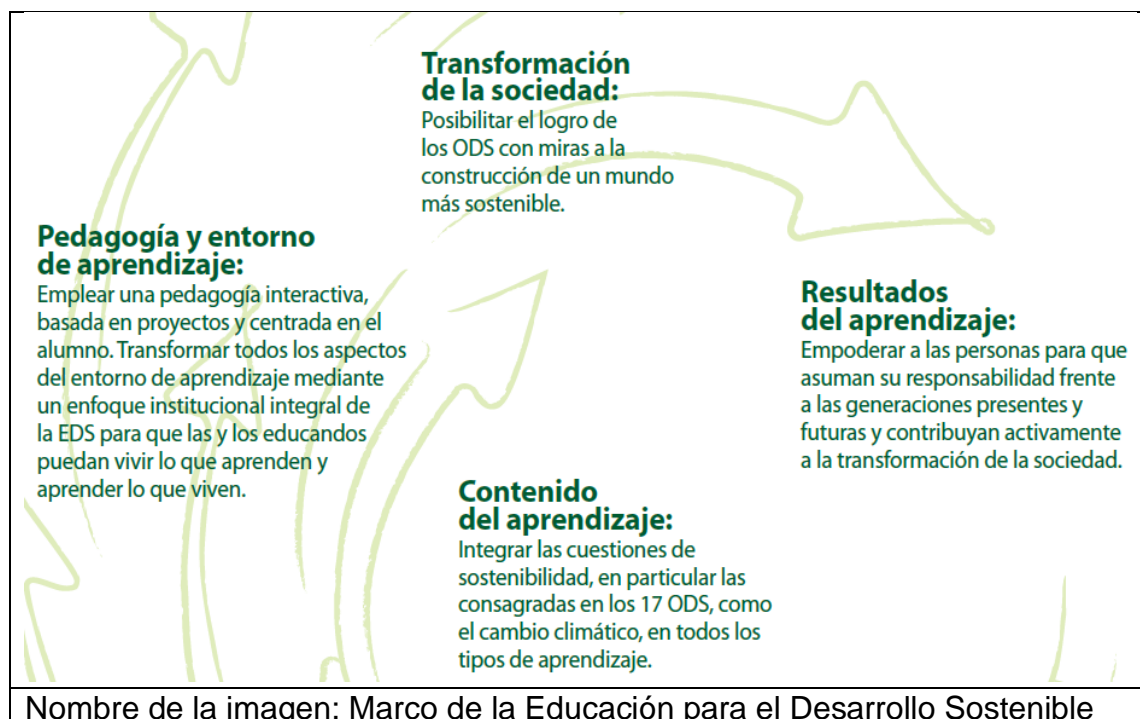 Transformación
de la sociedad:
Posibilitar el logro de
los ODS con miras a la
construcción de un mundo
más sostenible.
Pedagogía y entorno
de aprendizaje:
Emplear una pedagogía interactiva,
basada en proyectos y centrada en el
alumno. Transformar todos los aspectos
del entorno de aprendizaje mediante
un enfoque institucional integral de
la EDS para que las y los educandos
puedan vivir lo que aprenden y
aprender lo que viven.
Resultados
del aprendizaje:
Empoderar a las personas para que
asuman su responsabilidad frente
a las generaciones presentes y
futuras y contribuyan activamente
a la transformación de la sociedad.
Contenido
del aprendizaje:
Integrar las cuestiones de
sostenibilidad, en particular las
consagradas en los 17 ODS, como
el cambio climático, en todos los
tipos de aprendizaje.
Nombre de la imagen: Marco de la Educación para el Desarrollo Sostenible